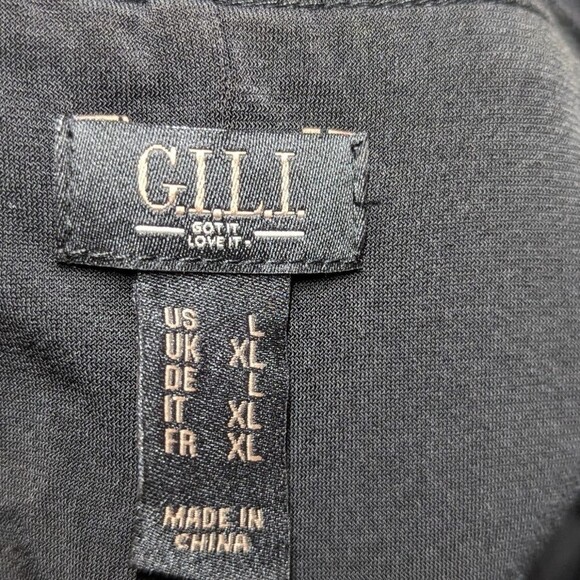 G.I.L.I.
GOT IT
LOVE IT.
US L
UK XL
DE L
IT XL
FR XL
MADE IN
CHINA